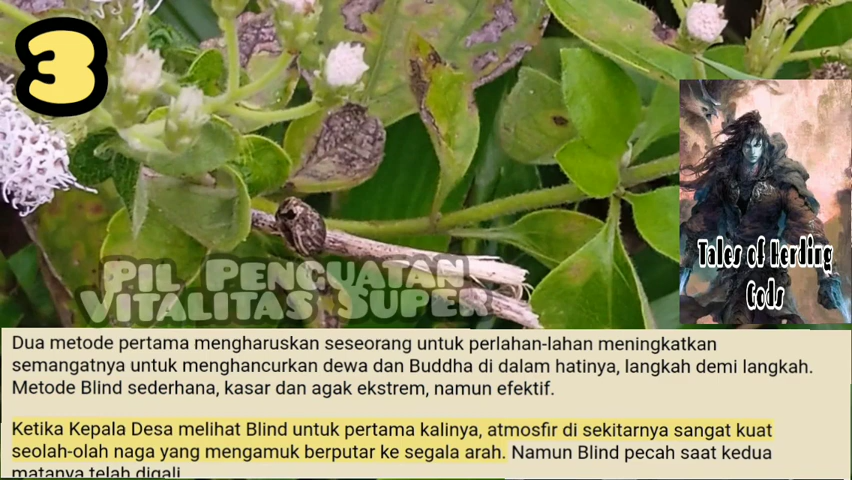 3
Tales of Herding
Gods
PIL PENGUATAN
VITALITAS SUPER
Dua metode pertama mengharuskan seseorang untuk perlahan-lahan meningkatkan
semangatnya untuk menghancurkan dewa dan Buddha di dalam hatinya, langkah demi langkah.
Metode Blind sederhana, kasar dan agak ekstrem, namun efektif.
Ketika Kepala Desa melihat Blind untuk pertama kalinya, atmosfir di sekitarnya sangat kuat
seolah-olah naga yang mengamuk berputar ke segala arah. Namun Blind pecah saat kedua
matanya telah digali